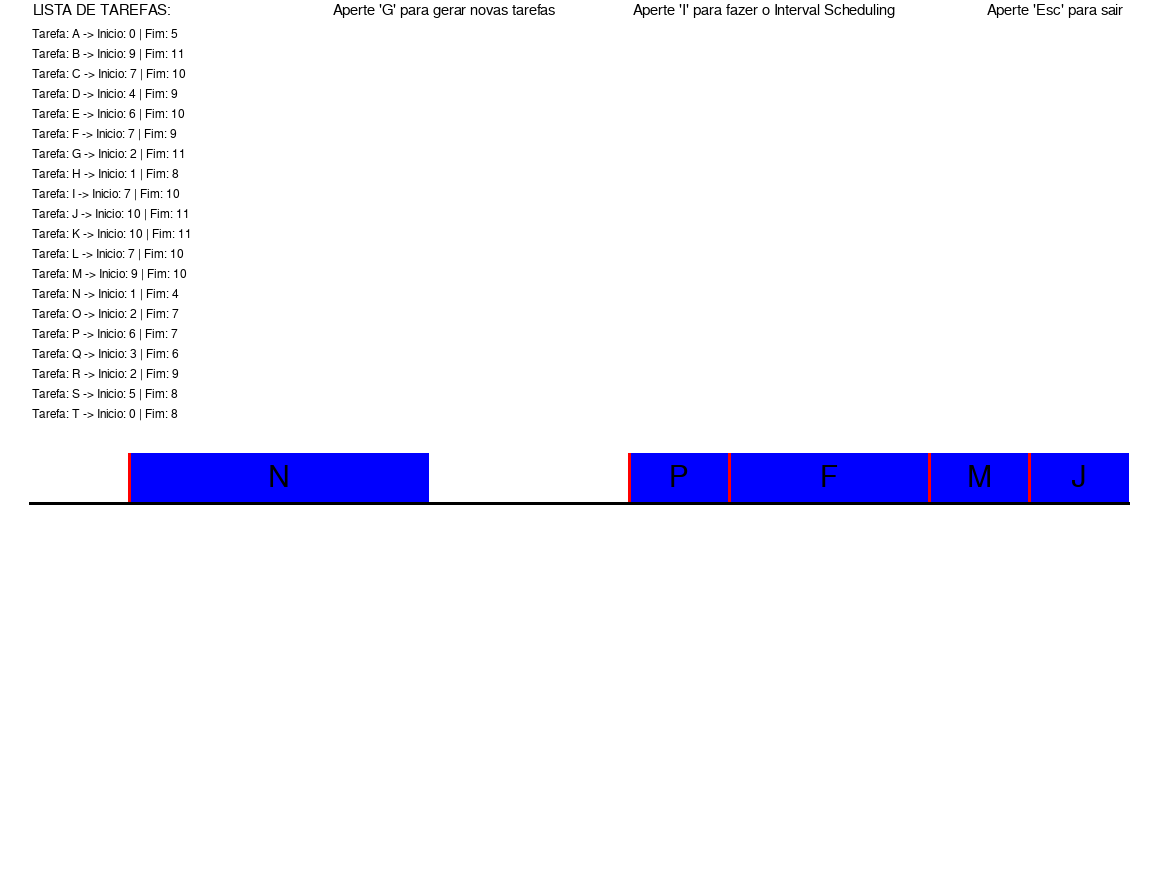 LISTA DE TAREFAS: Aperte 'G' para gerar novas tarefas Aperte 'I' para fazer o Interval Scheduling Aperte 'Esc' para sair
Tarefa: A -> Inicio: 0 | Fim: 5
Tarefa: B -> Inicio: 9 | Fim: 11
Tarefa: C -> Inicio: 7 | Fim: 10
Tarefa: D -> Inicio: 4 | Fim: 9
Tarefa: E -> Inicio: 6 | Fim: 10
Tarefa: F -> Inicio: 7 | Fim: 9
Tarefa: G -> Inicio: 2 | Fim: 11
Tarefa: H -> Inicio: 1 | Fim: 8
Tarefa: I -> Inicio: 7 | Fim: 10
Tarefa: J -> Inicio: 10 | Fim: 11
Tarefa: K -> Inicio: 10 | Fim: 11
Tarefa: L -> Inicio: 7 | Fim: 10
Tarefa: M -> Inicio: 9 | Fim: 10
Tarefa: N -> Inicio: 1 | Fim: 4
Tarefa: O -> Inicio: 2 | Fim: 7
Tarefa: P -> Inicio: 6 | Fim: 7
Tarefa: Q -> Inicio: 3 | Fim: 6
Tarefa: R -> Inicio: 2 | Fim: 9
Tarefa: S -> Inicio: 5 | Fim: 8
Tarefa: T -> Inicio: 0 | Fim: 8
N P F M J